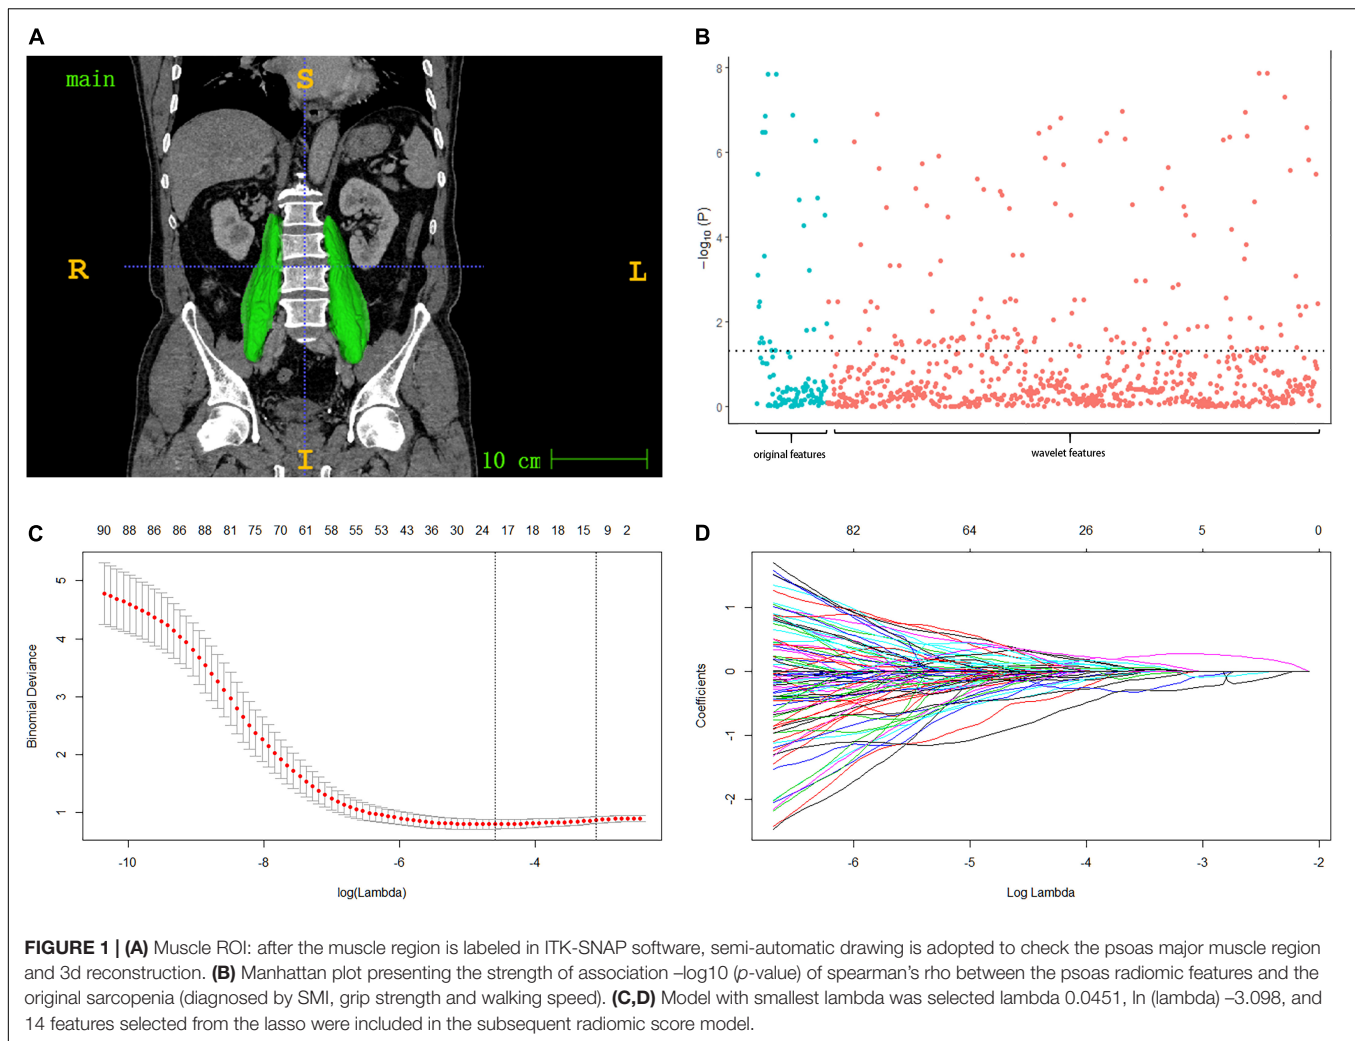 A
main
S
R
L
I
10 cm
B
8
6
4
2
0
−log10 (P)
original features
wavelet features
C
90 88 86 86 88 81 75 70 61 58 55 53 43 36 30 24 17 18 18 15 9 2
5
4
3
2
1
Binomial Deviance
-10 -8 -6 -4
log(Lambda)
D
82 64 26 5 0
1
0
-1
-2
Coefficients
-6 -5 -4 -3 -2
Log Lambda
FIGURE 1 | (A) Muscle ROI: after the muscle region is labeled in ITK-SNAP software, semi-automatic drawing is adopted to check the psoas major muscle region
and 3d reconstruction. (B) Manhattan plot presenting the strength of association –log10 (p-value) of spearman's rho between the psoas radiomic features and the
original sarcopenia (diagnosed by SMI, grip strength and walking speed). (C,D) Model with smallest lambda was selected lambda 0.0451, ln (lambda) –3.098, and
14 features selected from the lasso were included in the subsequent radiomic score model.